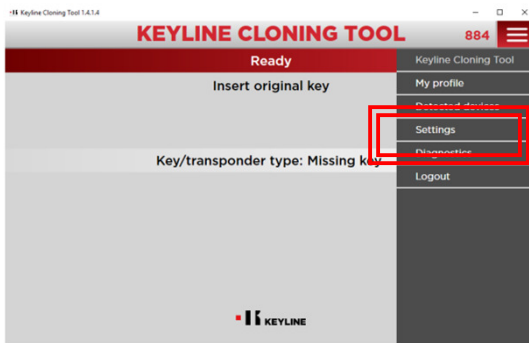 Keyline Cloning Tool 1.4.1.4
KEYLINE CLONING TOOL
884
Ready
Insert original key
Key/transponder type: Missing key
KEYLINE
Keyline Cloning Tool
My profile
Detected devices
Settings
Diagnostics
Logout